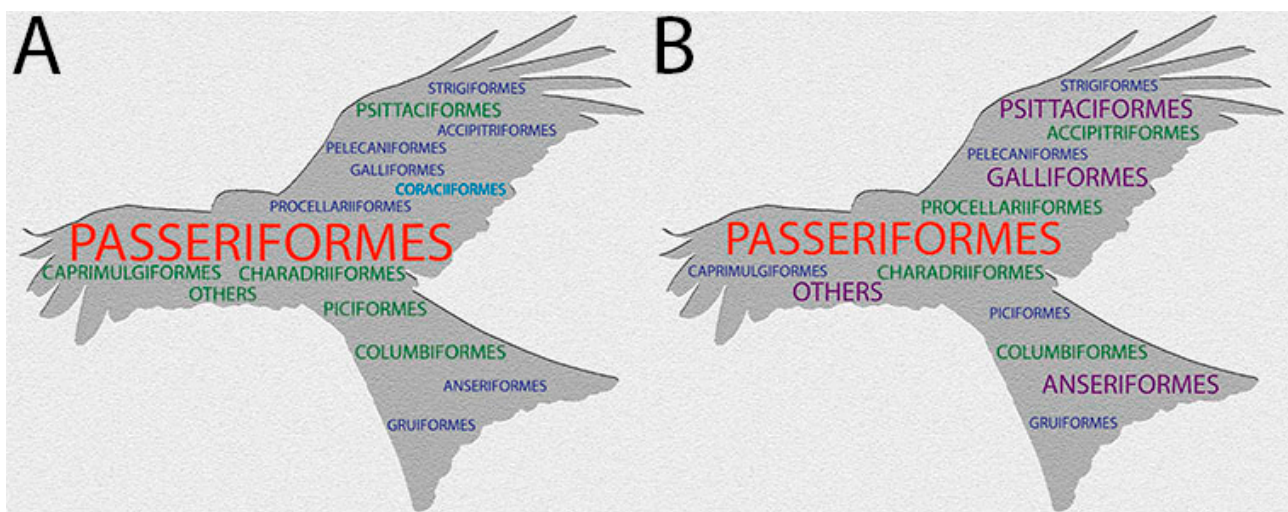 A
STRIGIFORMES
PSITTACIFORMES
ACCIPITRIFORMES
PELECANIFORMES
GALLIFORMES
CORACIIFORMES
PROCELLARIIFORMES
PASSERIFORMES
CAPRIMULGIFORMES CHARADRIIFORMES
OTHERS
PICIFORMES
COLUMBIFORMES
ANSERIFORMES
GRUIFORMES
B
STRIGIFORMES
PSITTACIFORMES
ACCIPITRIFORMES
PELECANIFORMES
GALLIFORMES
PROCELLARIIFORMES
PASSERIFORMES
CAPRIMULGIFORMES CHARADRIIFORMES
OTHERS
PICIFORMES
COLUMBIFORMES
ANSERIFORMES
GRUIFORMES